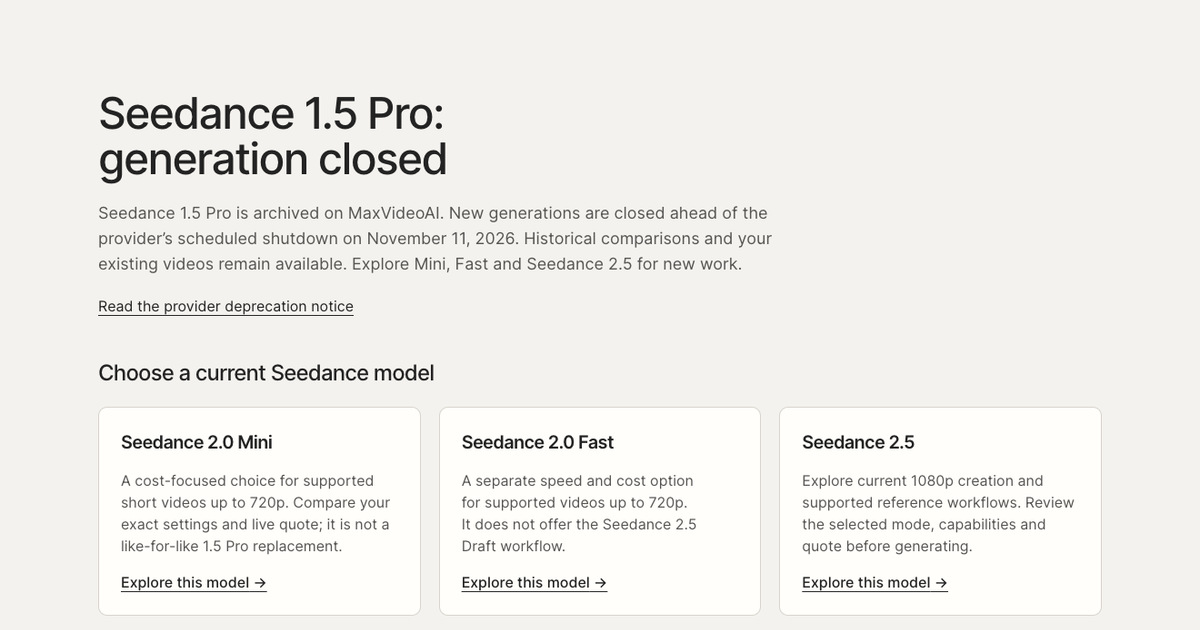 Seedance 1.5 Pro:
generation closed
Seedance 1.5 Pro is archived on MaxVideoAI. New generations are closed ahead of the
provider’s scheduled shutdown on November 11, 2026. Historical comparisons and your
existing videos remain available. Explore Mini, Fast and Seedance 2.5 for new work.
Read the provider deprecation notice
Choose a current Seedance model
Seedance 2.0 Mini
A cost-focused choice for supported
short videos up to 720p. Compare your
exact settings and live quote; it is not a
like-for-like 1.5 Pro replacement.
Explore this model →
Seedance 2.0 Fast
A separate speed and cost option
for supported videos up to 720p.
It does not offer the Seedance 2.5
Draft workflow.
Explore this model →
Seedance 2.5
Explore current 1080p creation and
supported reference workflows. Review
the selected mode, capabilities and
quote before generating.
Explore this model →